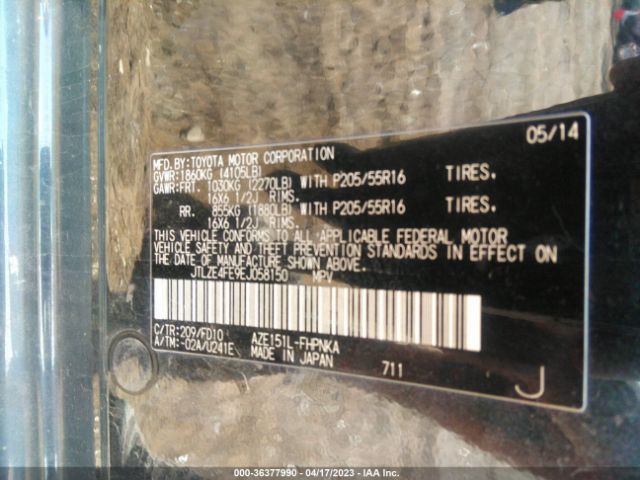 05/14
MFD.BY:TOYOTA MOTOR CORPORATION
GVWR:1860KG (4105LB)
GAWR:FRT. 1030KG (2270LB) WITH P205/55R16 TIRES.
16X6 1/2J RIMS.
RR. 855KG (1880LB) WITH P205/55R16 TIRES.
16X6 1/2J RIMS.
THIS VEHICLE CONFORMS TO ALL APPLICABLE FEDERAL MOTOR
VEHICLE SAFETY AND THEFT PREVENTION STANDARDS IN EFFECT ON
THE DATE OF MANUFACTURE SHOWN ABOVE.
JTLZE4FE9EJ058150 MPV
C/TR:209/FD10 AZE151L-FHPNKA
A/TM:-02A/U241E MADE IN JAPAN
711
J
000-36377990 - 04/17/2023 - IAA Inc.